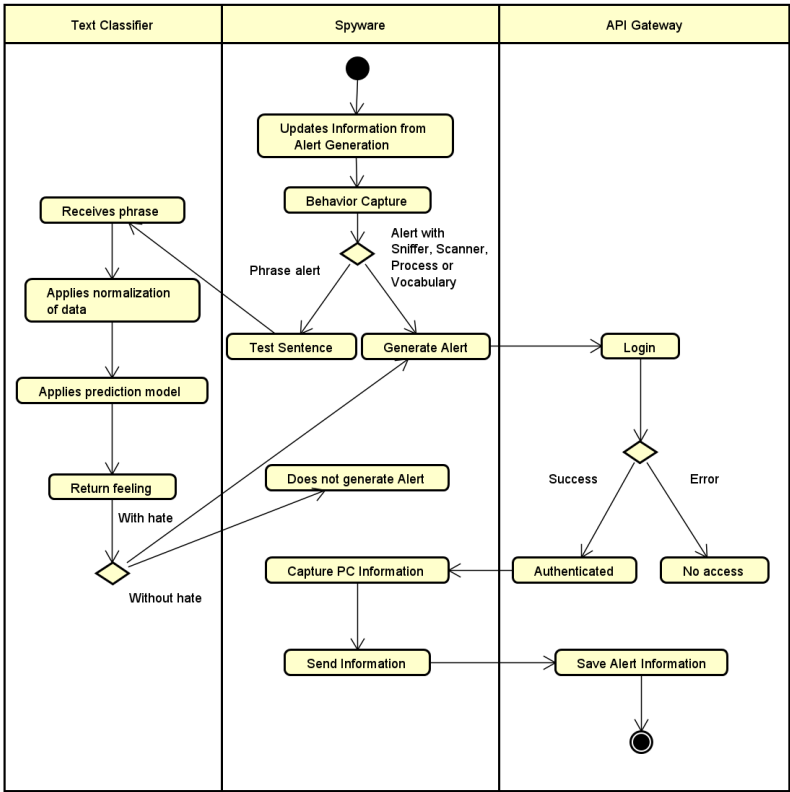 Text Classifier
Spyware
API Gateway
Updates Information from
Alert Generation
Behavior Capture
Receives phrase
Alert with
Sniffer, Scanner,
Process or
Vocabulary
Phrase alert
Applies normalization
of data
Test Sentence
Generate Alert
Login
Applies prediction model
Does not generate Alert
Success
Error
Return feeling
With hate
Capture PC Information
Authenticated
No access
Without hate
Send Information
Save Alert Information